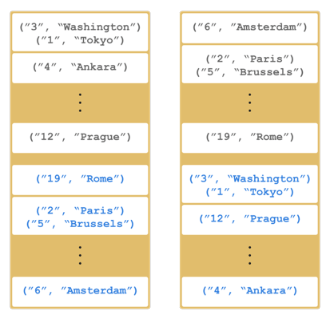 ("3", "Washington")
("1", "Tokyo")
("4", "Ankara")
("12", "Prague")
("19", "Rome")
("2", "Paris")
("5", "Brussels")
("6", "Amsterdam")
("6", "Amsterdam")
("2", "Paris")
("5", "Brussels")
("19", "Rome")
("3", "Washington")
("1", "Tokyo")
("12", "Prague")
("4", "Ankara")